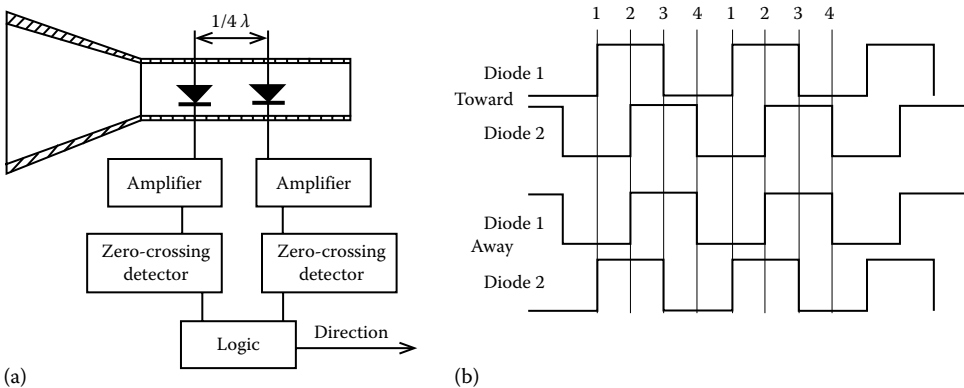 1/4 λ
Amplifier
Amplifier
Zero-crossing
detector
Zero-crossing
detector
Logic
Direction
(a)
1 2 3 4 1 2 3 4
Diode 1
Toward
Diode 2
Diode 1
Away
Diode 2
(b)